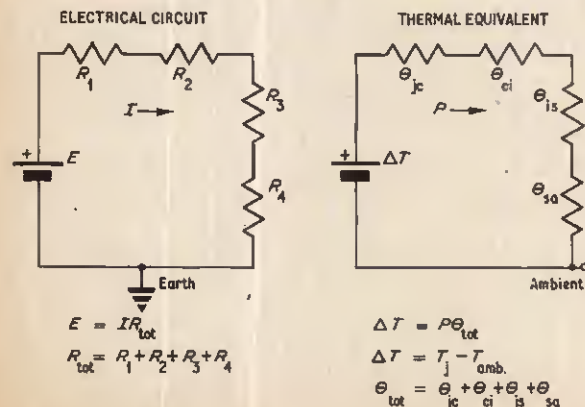 ELECTRICAL CIRCUIT
R1
R2
I
R3
+
E
R4
Earth
E = IRtot
Rtot = R1 + R2 + R3 + R4
THERMAL EQUIVALENT
Θjc
Θci
Θis
P
+
ΔT
Θsa
Ambient
ΔT = PΘtot
ΔT = Tj − Tamb.
Θtot = Θjc + Θci + Θis + Θsa